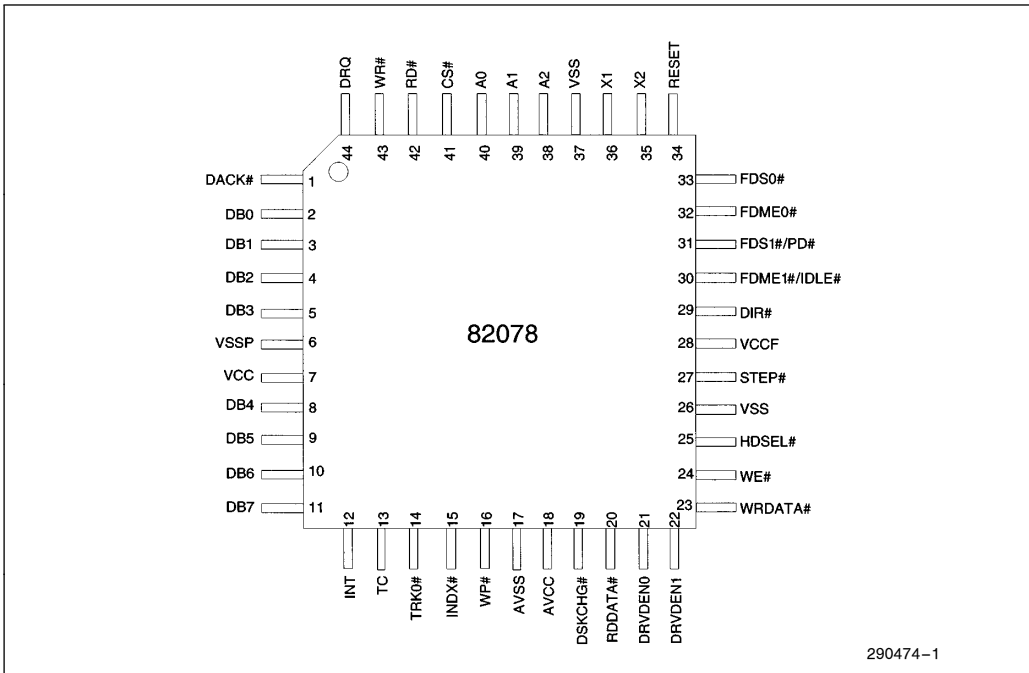 DRQ
WR#
RD#
CS#
A0
A1
A2
VSS
X1
X2
RESET
44
43
42
41
40
39
38
37
36
35
34
DACK# 1
DB0 2
DB1 3
DB2 4
DB3 5
VSSP 6
VCC 7
DB4 8
DB5 9
DB6 10
DB7 11
82078
33 FDS0#
32 FDME0#
31 FDS1#/PD#
30 FDME1#/IDLE#
29 DIR#
28 VCCF
27 STEP#
26 VSS
25 HDSEL#
24 WE#
23 WRDATA#
12
13
14
15
16
17
18
19
20
21
22
INT
TC
TRK0#
INDX#
WP#
AVSS
AVCC
DSKCHG#
RDDATA#
DRVDEN0
DRVDEN1
290474–1